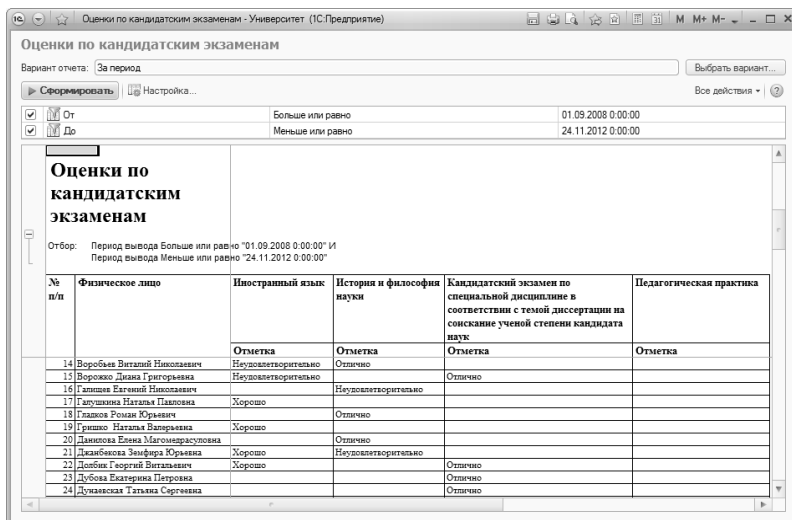 Оценки по кандидатским экзаменам - Университет (1С:Предприятие)
M M+ M-
Оценки по кандидатским экзаменам
Вариант отчета: За период Выбрать вариант...
Сформировать Настройка... Все действия
От Больше или равно 01.09.2008 0:00:00
До Меньше или равно 24.11.2012 0:00:00
Оценки по
кандидатским
экзаменам
Отбор: Период вывода Больше или равно "01.09.2008 0:00:00" И
Период вывода Меньше или равно "24.11.2012 0:00:00"
№ п/п Физическое лицо Иностранный язык История и философия науки Кандидатский экзамен по специальной дисциплине в соответствии с темой диссертации на соискание ученой степени кандидата наук Педагогическая практика
Отметка Отметка Отметка Отметка
14 Воробьев Виталий Николаевич Неудовлетворительно Отлично
15 Ворожко Диана Григорьевна Неудовлетворительно Отлично
16 Галищев Евгений Николаевич Неудовлетворительно
17 Галушкина Наталья Павловна Хорошо
18 Гладков Роман Юрьевич Отлично
19 Гришко Наталья Валерьевна Хорошо
20 Данилова Елена Магомедрасуловна Отлично
21 Джанбекова Земфира Юрьевна Хорошо Неудовлетворительно
22 Долбик Георгий Витальевич Хорошо Отлично
23 Дубова Екатерина Петровна Отлично
24 Дунаевская Татьяна Сергеевна Отлично